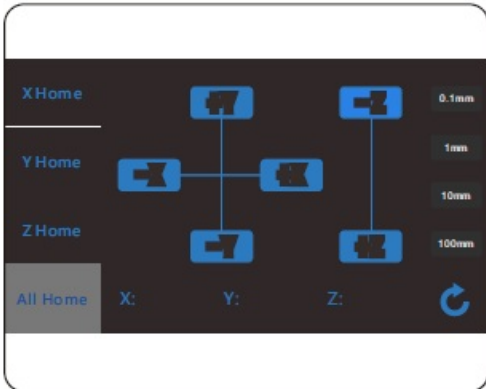 X Home
+Y
-Z
0.1mm
1mm
Y Home
-X
+X
10mm
Z Home
-Y
+Z
100mm
All Home
X:
Y:
Z: